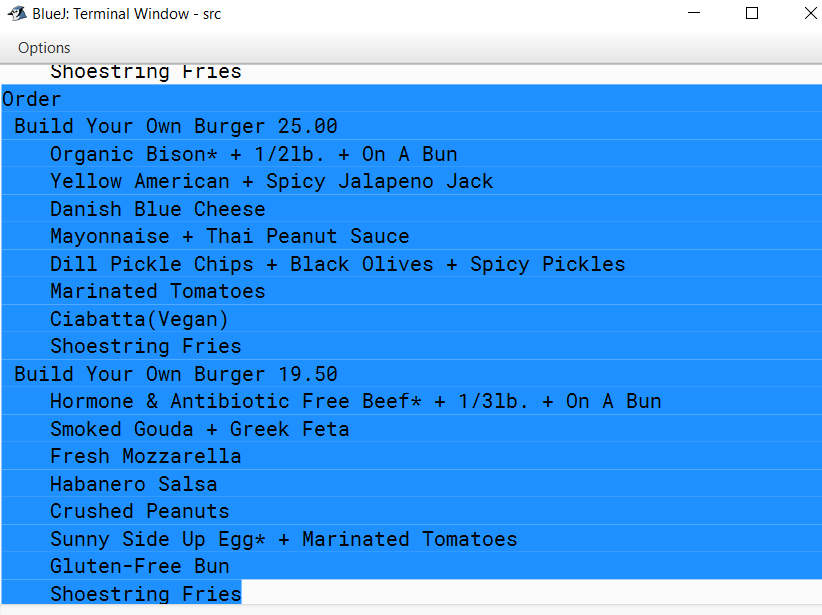 BlueJ: Terminal Window - src
Options
Shoestring Fries
Order
Build Your Own Burger 25.00
Organic Bison* + 1/2lb. + On A Bun
Yellow American + Spicy Jalapeno Jack
Danish Blue Cheese
Mayonnaise + Thai Peanut Sauce
Dill Pickle Chips + Black Olives + Spicy Pickles
Marinated Tomatoes
Ciabatta(Vegan)
Shoestring Fries
Build Your Own Burger 19.50
Hormone & Antibiotic Free Beef* + 1/3lb. + On A Bun
Smoked Gouda + Greek Feta
Fresh Mozzarella
Habanero Salsa
Crushed Peanuts
Sunny Side Up Egg* + Marinated Tomatoes
Gluten-Free Bun
Shoestring Fries